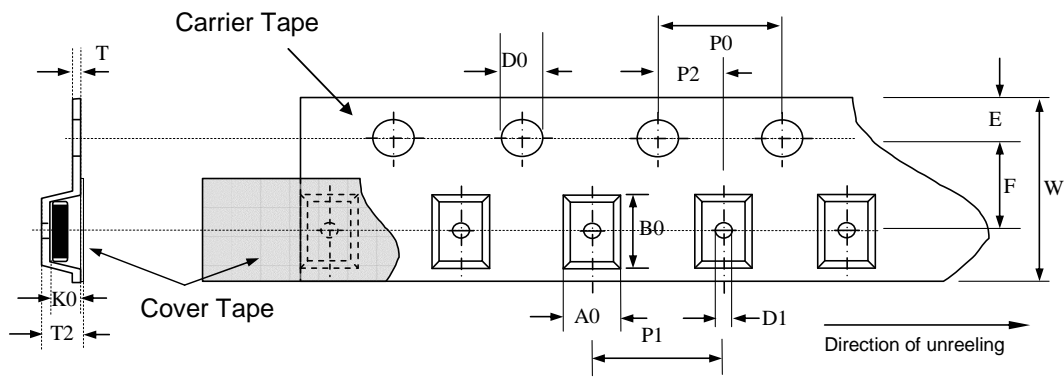 Carrier Tape
T
D0
P0
P2
E
F
W
B0
K0
Cover Tape
T2
A0
P1
D1
Direction of unreeling